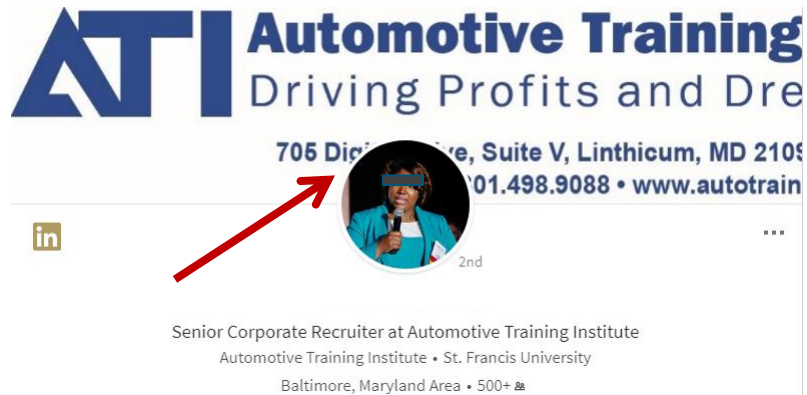 ATI Automotive Training
Driving Profits and Dre
705 Dig ve, Suite V, Linthicum, MD 2109
01.498.9088 • www.autotrain
in
2nd
Senior Corporate Recruiter at Automotive Training Institute
Automotive Training Institute • St. Francis University
Baltimore, Maryland Area • 500+